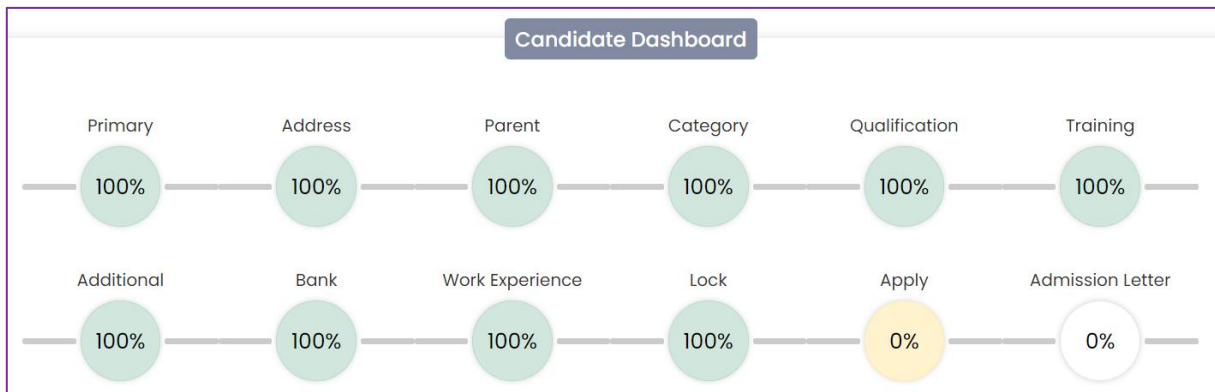 Candidate Dashboard
Primary Address Parent Category Qualification Training
100% 100% 100% 100% 100% 100%
Additional Bank Work Experience Lock Apply Admission Letter
100% 100% 100% 100% 0% 0%